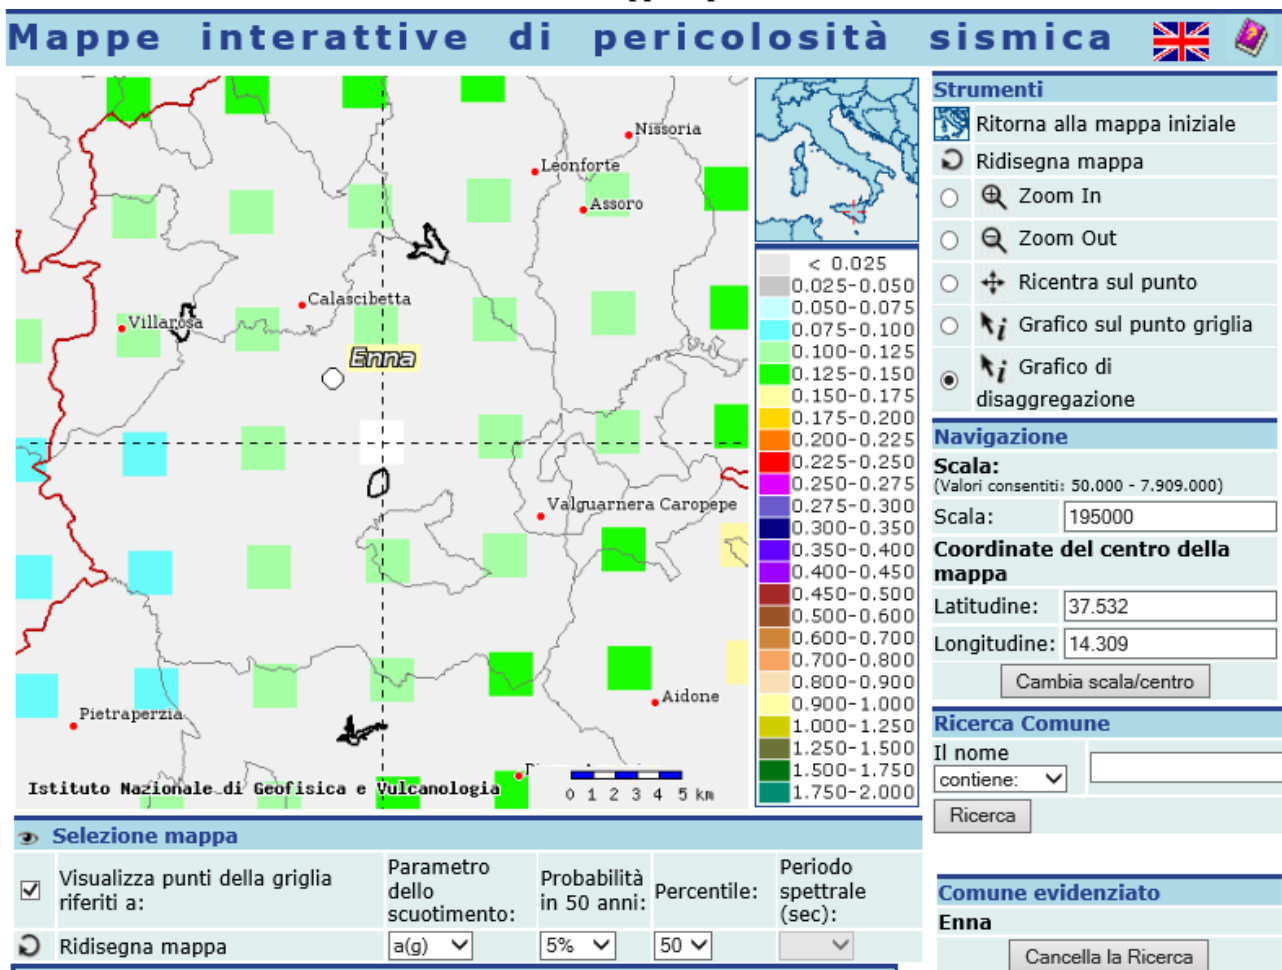 Mappe interattive di pericolosità sismica
Nissoria
Leonforte
Assoro
Calascibetta
Villarosa
Enna
Valguarnera Caropepe
Aidone
Pietraperzia
Istituto Nazionale di Geofisica e Vulcanologia
0 1 2 3 4 5 km
< 0.025
0.025-0.050
0.050-0.075
0.075-0.100
0.100-0.125
0.125-0.150
0.150-0.175
0.175-0.200
0.200-0.225
0.225-0.250
0.250-0.275
0.275-0.300
0.300-0.350
0.350-0.400
0.400-0.450
0.450-0.500
0.500-0.600
0.600-0.700
0.700-0.800
0.800-0.900
0.900-1.000
1.000-1.250
1.250-1.500
1.500-1.750
1.750-2.000
Strumenti
Ritorna alla mappa iniziale
Ridisegna mappa
Zoom In
Zoom Out
Ricentra sul punto
Grafico sul punto griglia
Grafico di
disaggregazione
Navigazione
Scala:
(Valori consentiti: 50.000 - 7.909.000)
Scala: 195000
Coordinate del centro della
mappa
Latitudine: 37.532
Longitudine: 14.309
Cambia scala/centro
Ricerca Comune
Il nome
contiene:
Ricerca
Comune evidenziato
Enna
Cancella la Ricerca
Selezione mappa
Visualizza punti della griglia
riferiti a:
Parametro
dello
scuotimento:
Probabilità
in 50 anni:
Percentile:
Periodo
spettrale
(sec):
Ridisegna mappa
a(g)
5%
50